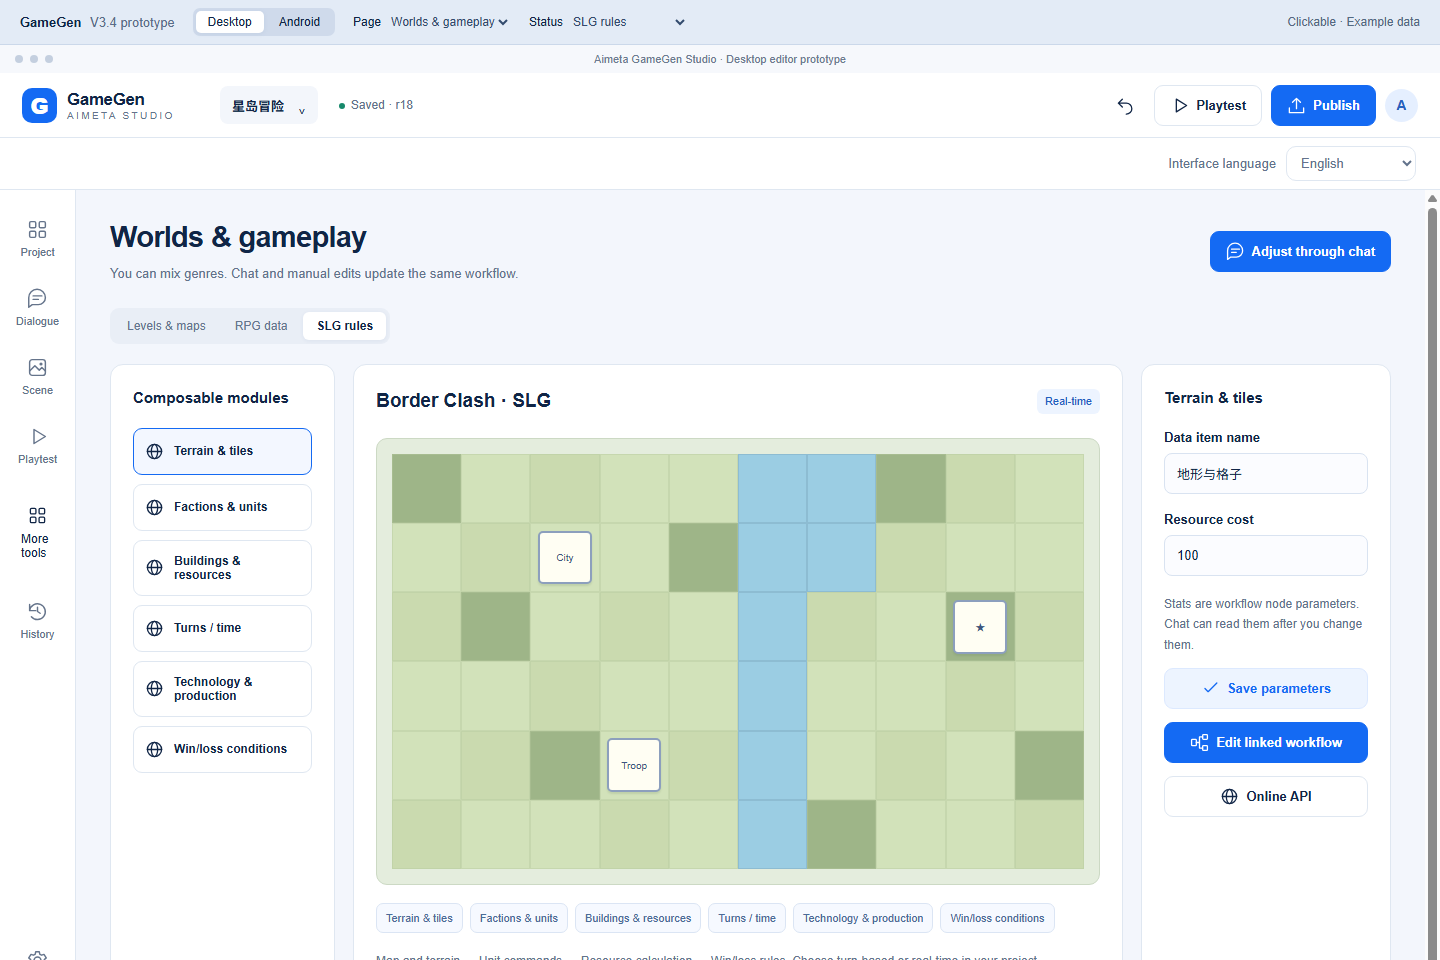 GameGen V3.4 prototype Desktop Android Page Worlds & gameplay Status SLG rules Clickable · Example data
Aimeta GameGen Studio · Desktop editor prototype
G GameGen
AIMETA STUDIO
星岛冒险
Saved · r18
Playtest
Publish
A
Interface language English
Project
Dialogue
Scene
Playtest
More
tools
History
Worlds & gameplay
You can mix genres. Chat and manual edits update the same workflow.
Adjust through chat
Levels & maps RPG data SLG rules
Composable modules
Terrain & tiles
Factions & units
Buildings &
resources
Turns / time
Technology &
production
Win/loss conditions
Border Clash · SLG
Real-time
City
★
Troop
Terrain & tiles Factions & units Buildings & resources Turns / time Technology & production Win/loss conditions
Terrain & tiles
Data item name
地形与格子
Resource cost
100
Stats are workflow node parameters.
Chat can read them after you change
them.
Save parameters
Edit linked workflow
Online API